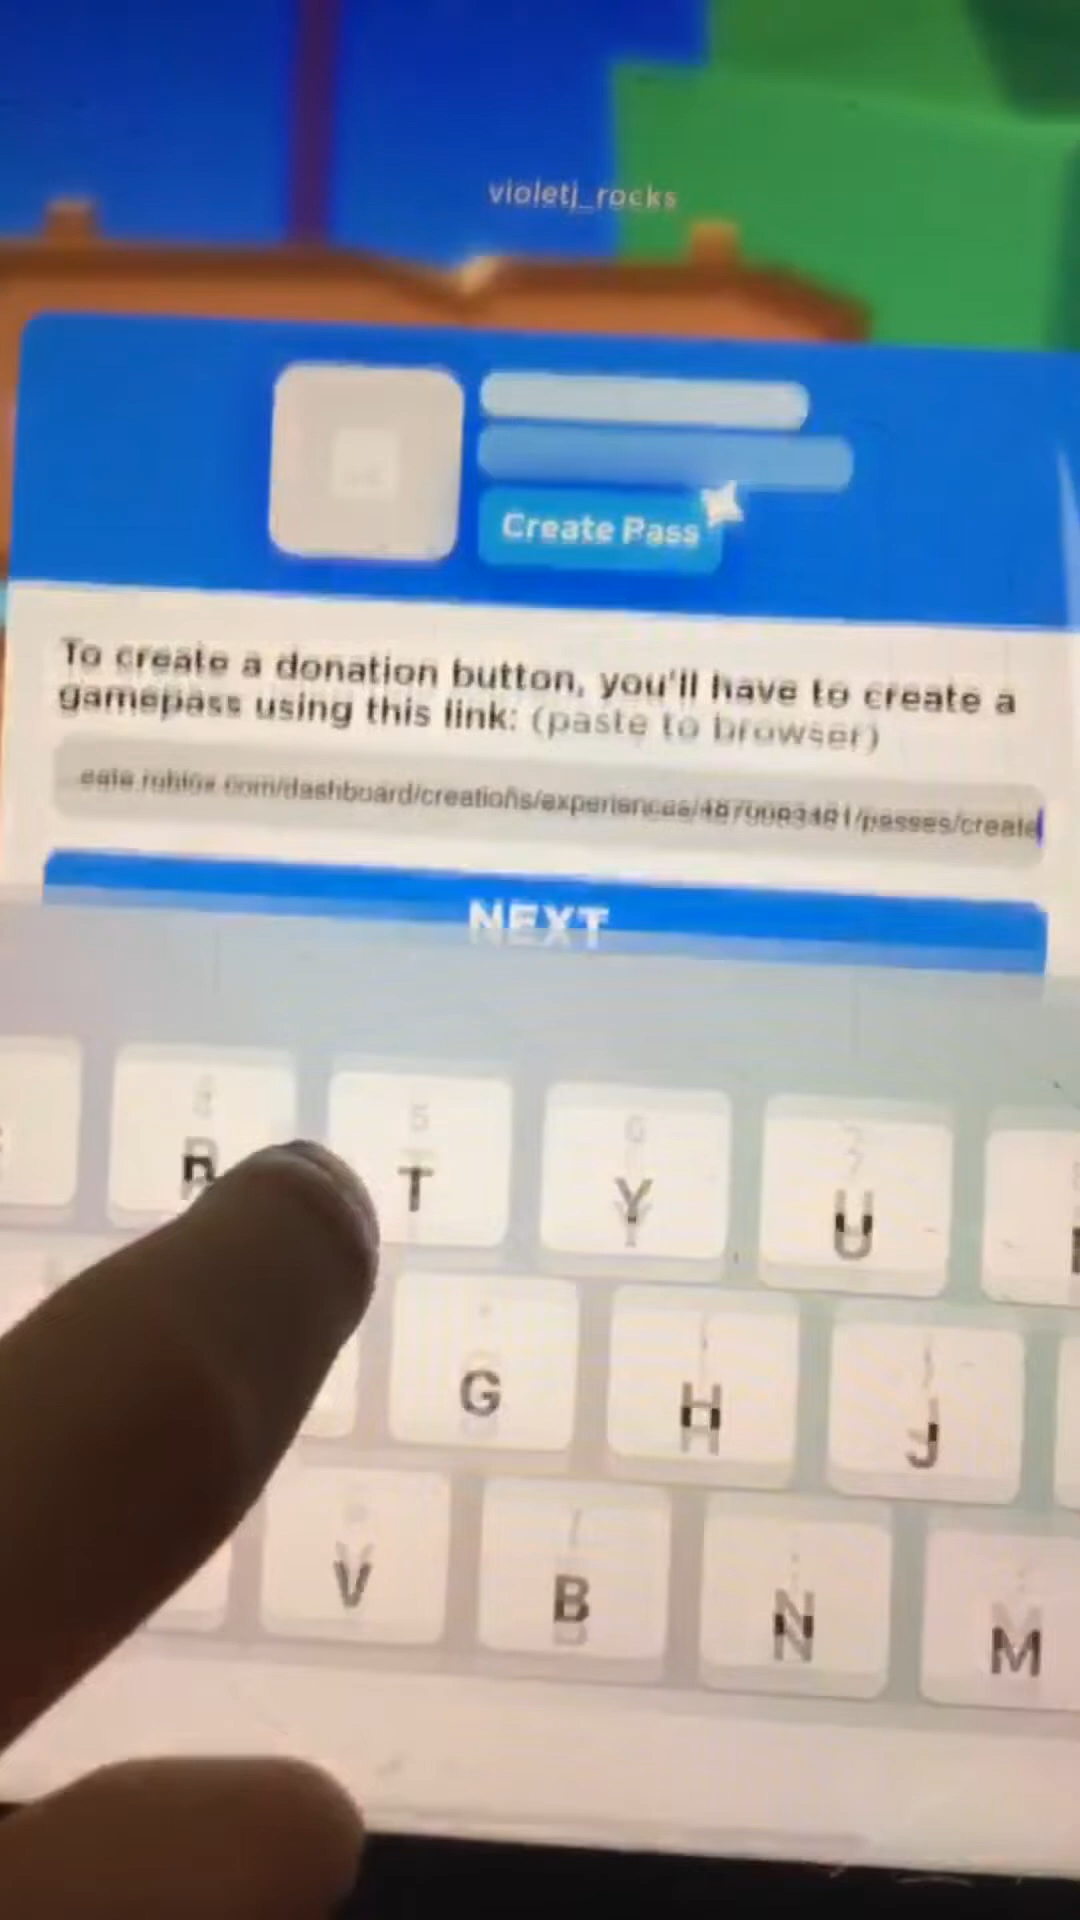 violetj_rocks
Create Pass
To create a donation button, you'll have to create a
gamepass using this link: (paste to browser)
NEXT
5
T Y U
G H J
V B N M